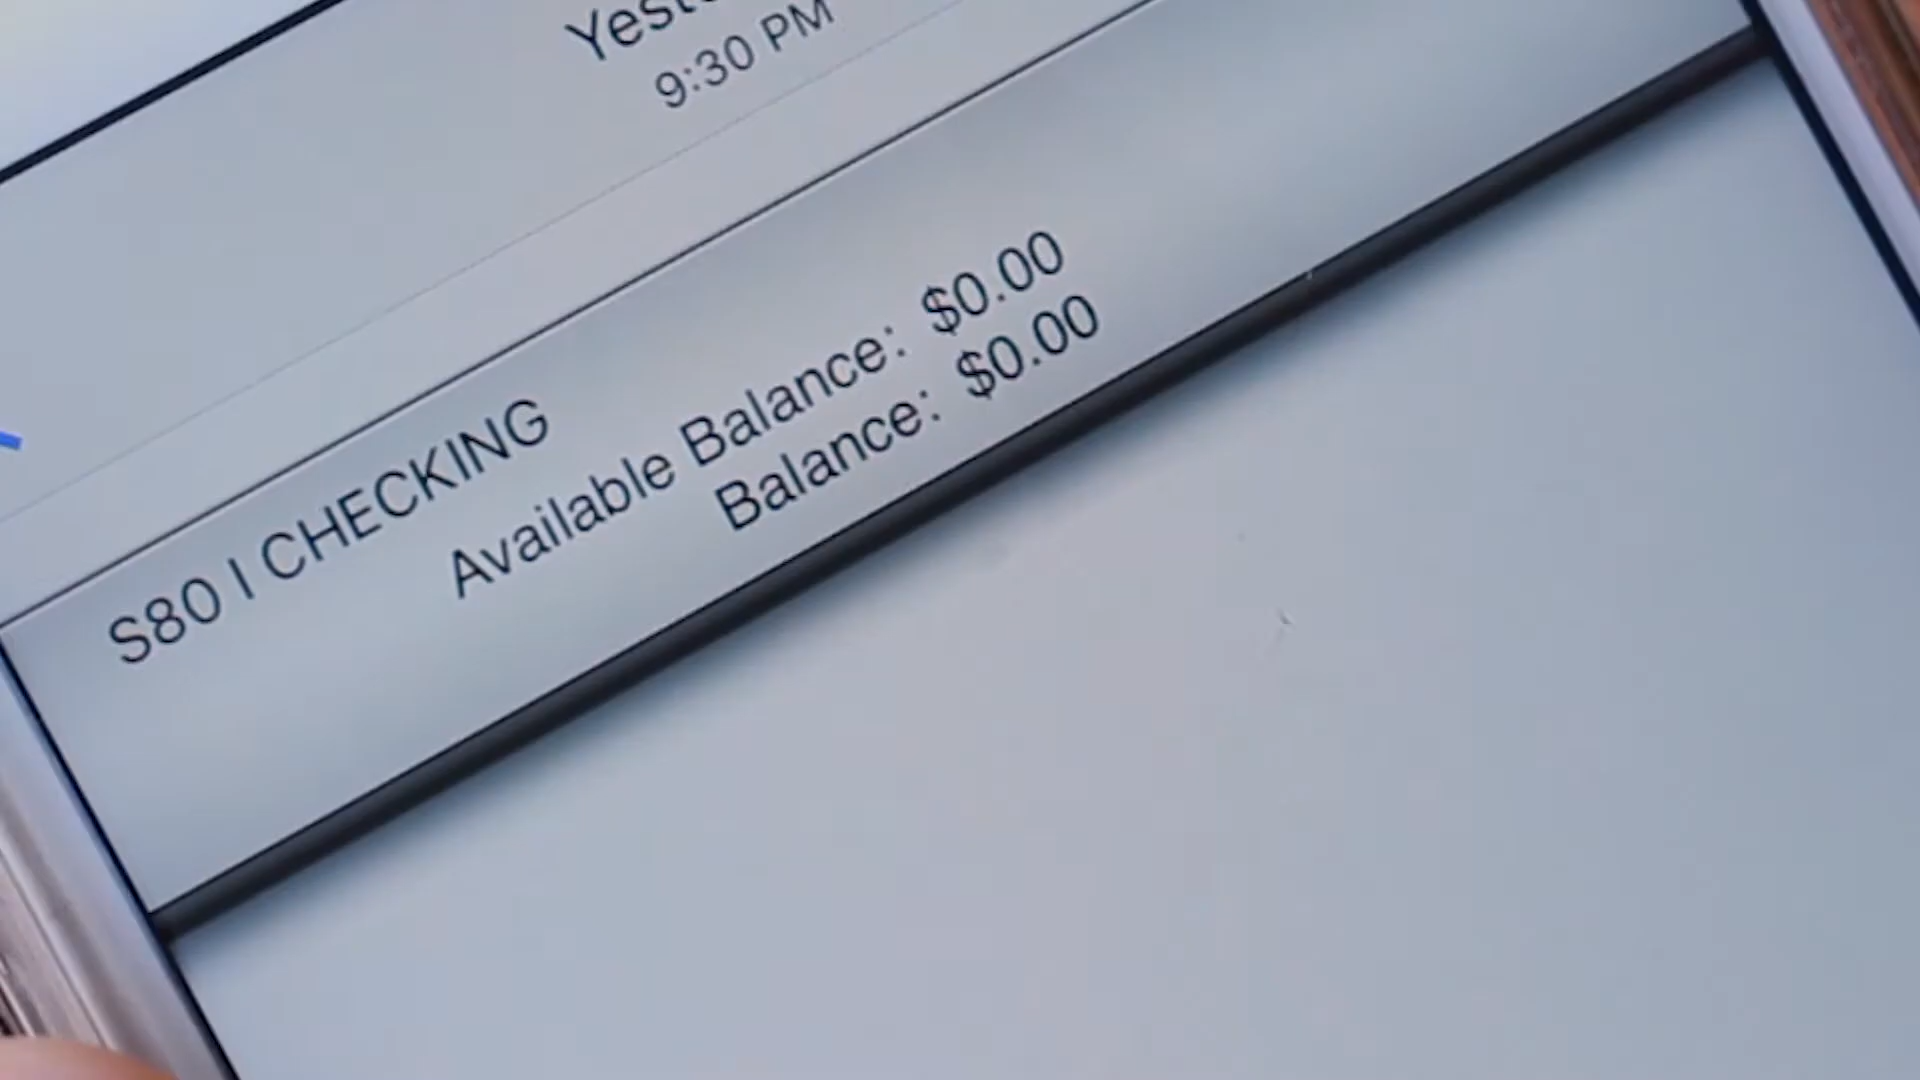 9:30 PM
S80 I CHECKING
Available Balance: $0.00
Balance: $0.00